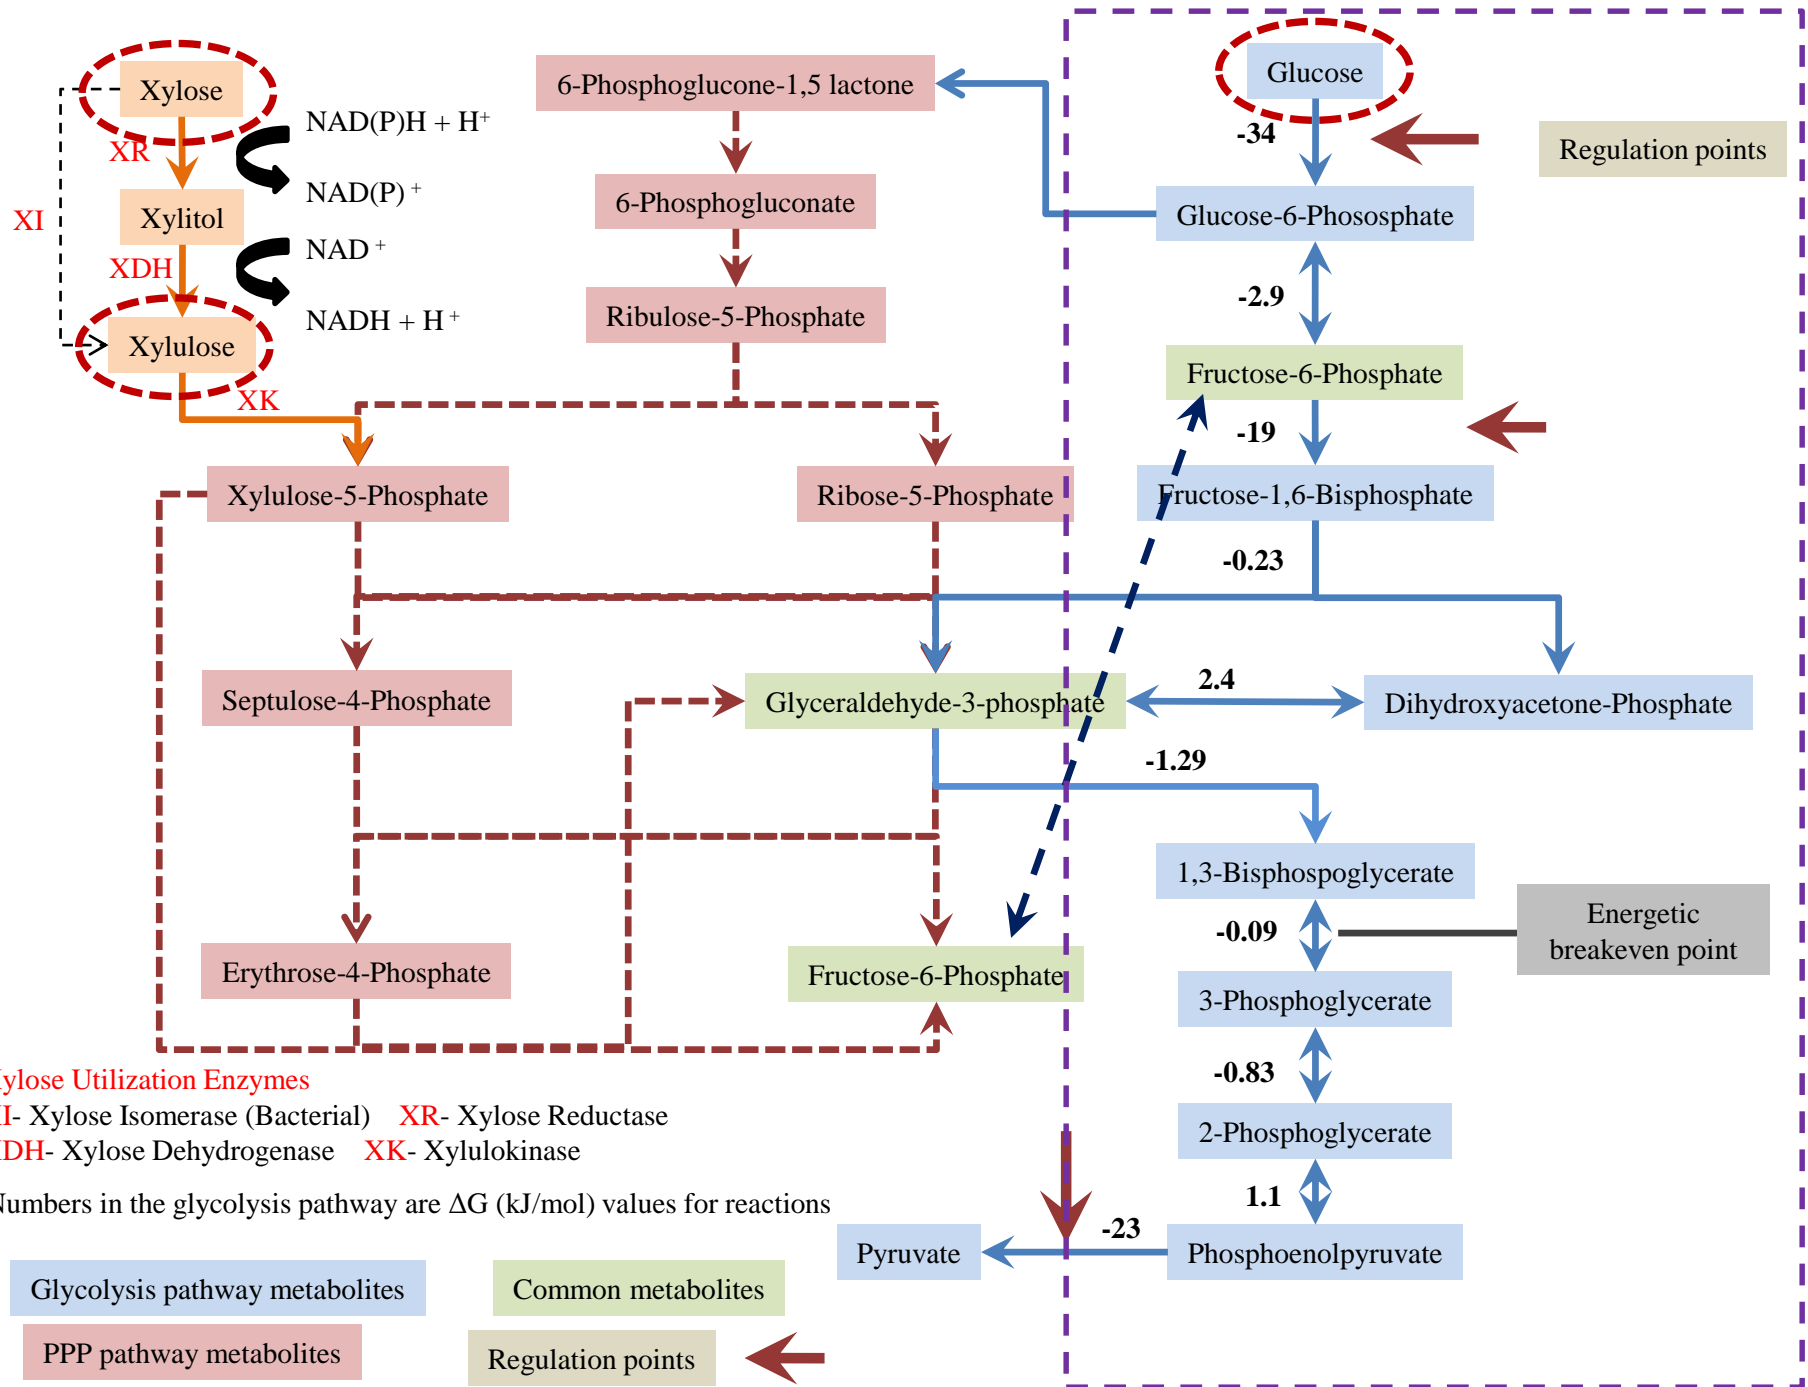 Xylose
XR
NAD(P)H + H+
NAD(P) +
XI
Xylitol
XDH
NAD +
NADH + H +
Xylulose
XK
6-Phosphoglucone-1,5 lactone
6-Phosphogluconate
Ribulose-5-Phosphate
Xylulose-5-Phosphate
Ribose-5-Phosphate
Septulose-4-Phosphate
Glyceraldehyde-3-phosphate
Erythrose-4-Phosphate
Fructose-6-Phosphate
Glucose
-34
Regulation points
Glucose-6-Phososphate
-2.9
Fructose-6-Phosphate
-19
Fructose-1,6-Bisphosphate
-0.23
2.4
Dihydroxyacetone-Phosphate
-1.29
1,3-Bisphospoglycerate
-0.09
Energetic
breakeven point
3-Phosphoglycerate
-0.83
2-Phosphoglycerate
1.1
Phosphoenolpyruvate
-23
Pyruvate
ylose Utilization Enzymes
I- Xylose Isomerase (Bacterial) XR- Xylose Reductase
DH- Xylose Dehydrogenase XK- Xylulokinase
Numbers in the glycolysis pathway are ΔG (kJ/mol) values for reactions
Glycolysis pathway metabolites
Common metabolites
PPP pathway metabolites
Regulation points